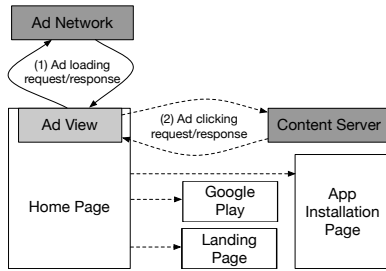 Ad Network
(1) Ad loading
request/response
Ad View
(2) Ad clicking
request/response
Content Server
Home Page
Google
Play
Landing
Page
App
Installation
Page